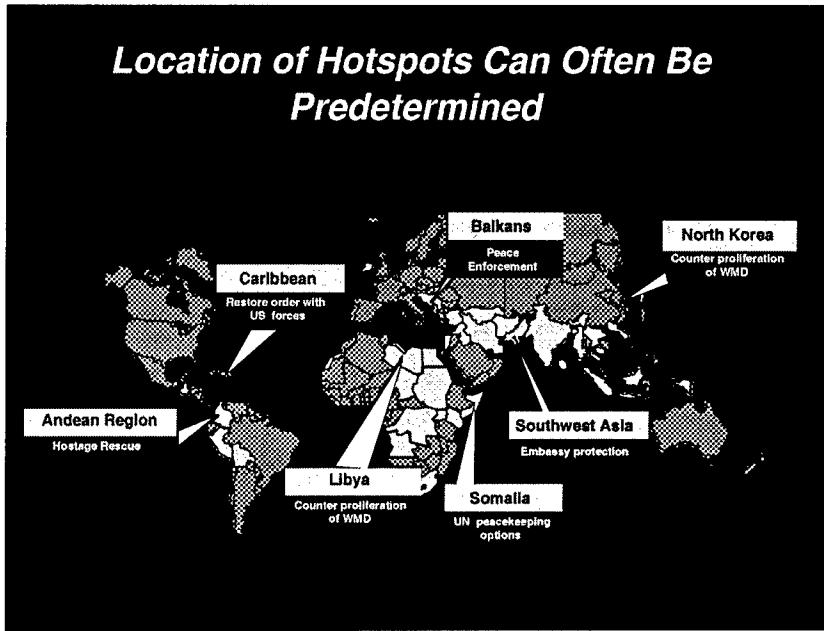 Location of Hotspots Can Often Be
Predetermined
Balkans
Peace
Enforcement
North Korea
Counter proliferation
of WMD
Caribbean
Restore order with
US forces
Andean Region
Hostage Rescue
Southwest Asia
Embassy protection
Libya
Counter proliferation
of WMD
Somalia
UN peacekeeping
options